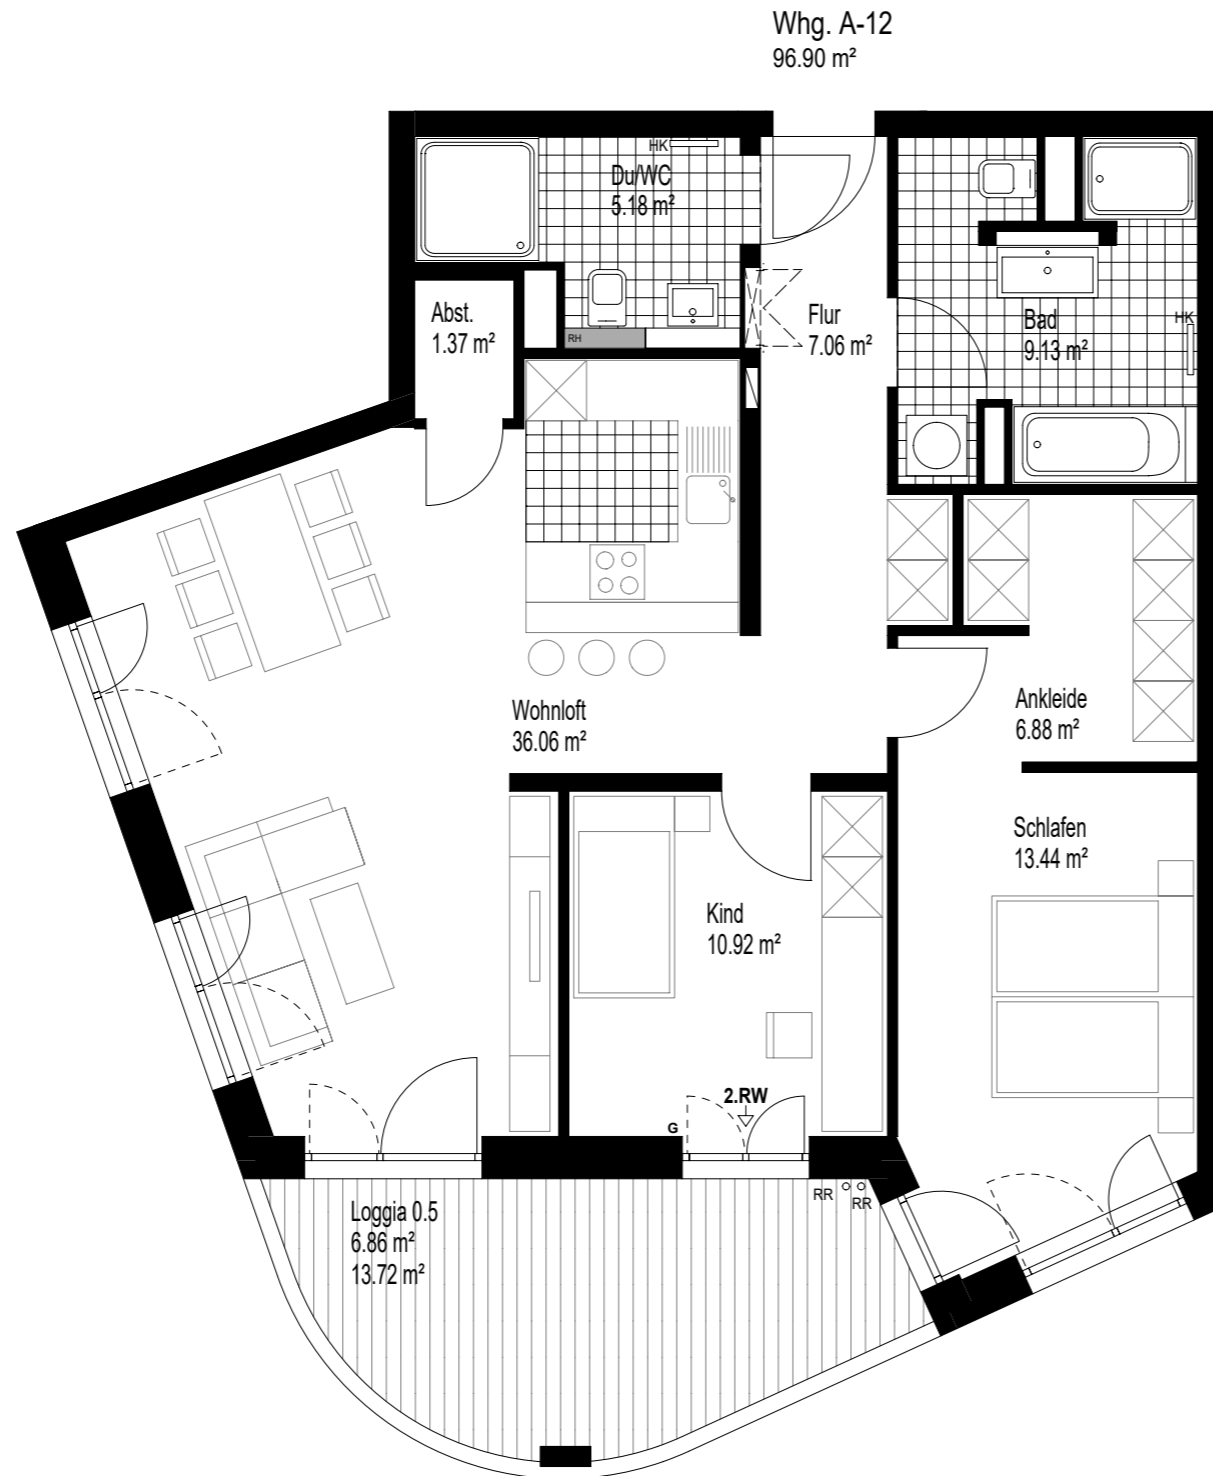 Whg. A-12
96.90 m²
HK
Du/WC
5.18 m²
Abst.
1.37 m²
RH
Flur
7.06 m²
Bad
9.13 m²
HK
Wohnloft
36.06 m²
Ankleide
6.88 m²
Schlafen
13.44 m²
Kind
10.92 m²
2.RW
G
RR
RR
Loggia 0.5
6.86 m²
13.72 m²